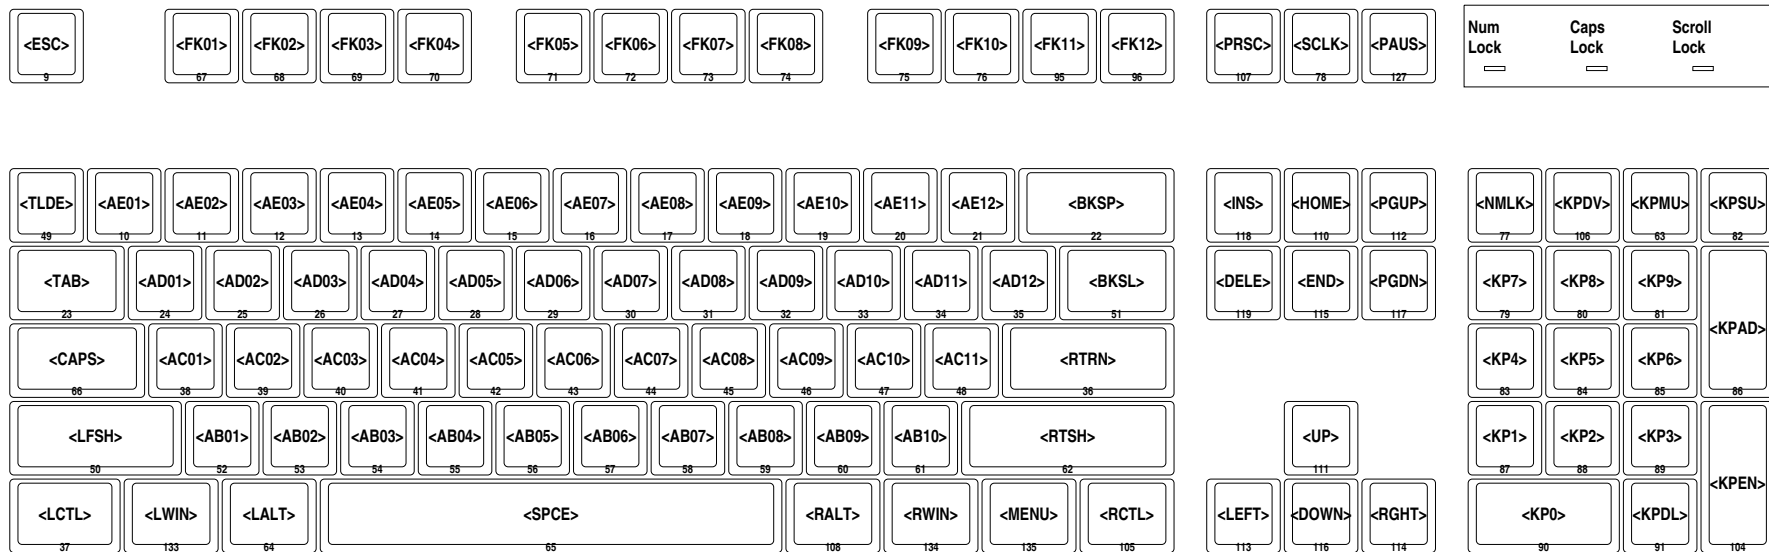 <ESC> <FK01> <FK02> <FK03> <FK04> <FK05> <FK06> <FK07> <FK08> <FK09> <FK10> <FK11> <FK12> <PRSC> <SCLK> <PAUS> Num Lock Caps Lock Scroll Lock
9 67 68 69 70 71 72 73 74 75 76 95 96 107 78 127
<TLDE> <AE01> <AE02> <AE03> <AE04> <AE05> <AE06> <AE07> <AE08> <AE09> <AE10> <AE11> <AE12> <BKSP> <INS> <HOME> <PGUP> <NMLK> <KPDV> <KPMU> <KPSU>
49 10 11 12 13 14 15 16 17 18 19 20 21 22 118 110 112 77 106 63 82
<TAB> <AD01> <AD02> <AD03> <AD04> <AD05> <AD06> <AD07> <AD08> <AD09> <AD10> <AD11> <AD12> <BKSL> <DELE> <END> <PGDN> <KP7> <KP8> <KP9>
23 24 25 26 27 28 29 30 31 32 33 34 35 51 119 115 117 79 80 81
<KPAD>
<CAPS> <AC01> <AC02> <AC03> <AC04> <AC05> <AC06> <AC07> <AC08> <AC09> <AC10> <AC11> <RTRN> <KP4> <KP5> <KP6>
66 38 39 40 41 42 43 44 45 46 47 48 36 83 84 85 86
<LFSH> <AB01> <AB02> <AB03> <AB04> <AB05> <AB06> <AB07> <AB08> <AB09> <AB10> <RTSH> <UP> <KP1> <KP2> <KP3>
50 52 53 54 55 56 57 58 59 60 61 62 111 87 88 89
<KPEN>
<LCTL> <LWIN> <LALT> <SPCE> <RALT> <RWIN> <MENU> <RCTL> <LEFT> <DOWN> <RGHT> <KP0> <KPDL>
37 133 64 65 108 134 135 105 113 116 114 90 91 104